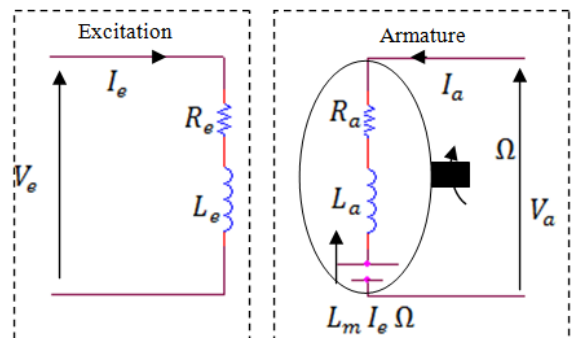 Excitation
I_e
R_e
V_e
L_e
Armature
I_a
R_a
Ω
L_a
V_a
L_m I_e Ω